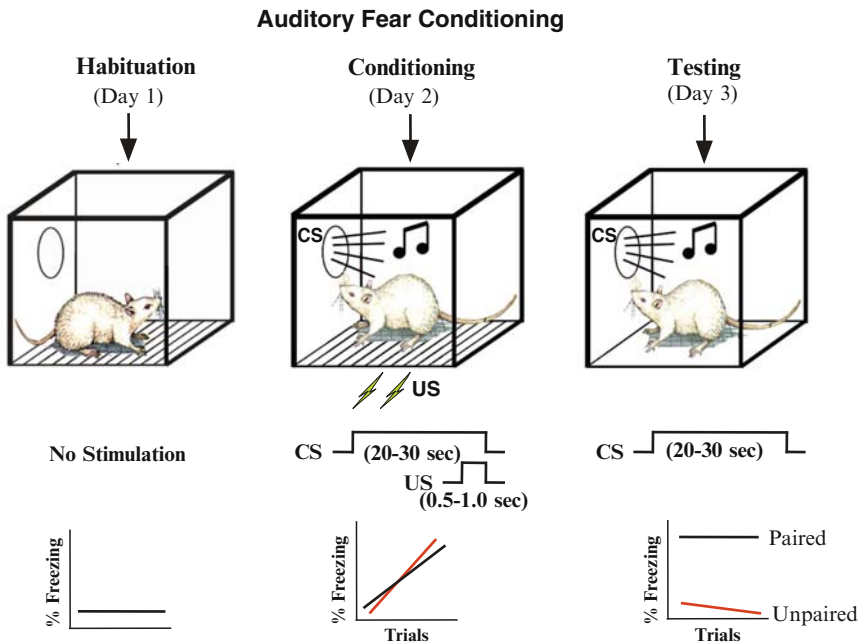 Auditory Fear Conditioning
Habituation
(Day 1)
Conditioning
(Day 2)
Testing
(Day 3)
CS
US
CS
No Stimulation
CS
(20-30 sec)
US
(0.5-1.0 sec)
CS
(20-30 sec)
% Freezing
% Freezing
Trials
% Freezing
Trials
Paired
Unpaired